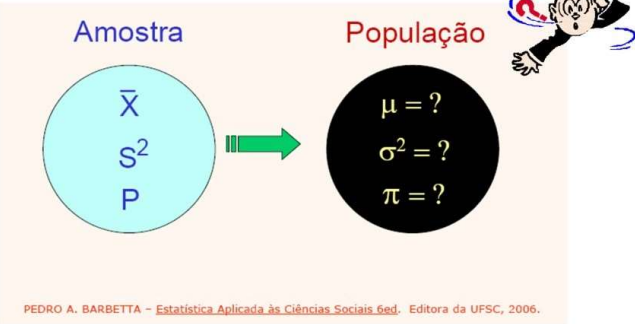 Amostra
População
X̄
S²
P
μ = ?
σ² = ?
π = ?
?
PEDRO A. BARBETTA – Estatística Aplicada às Ciências Sociais 6ed. Editora da UFSC, 2006.